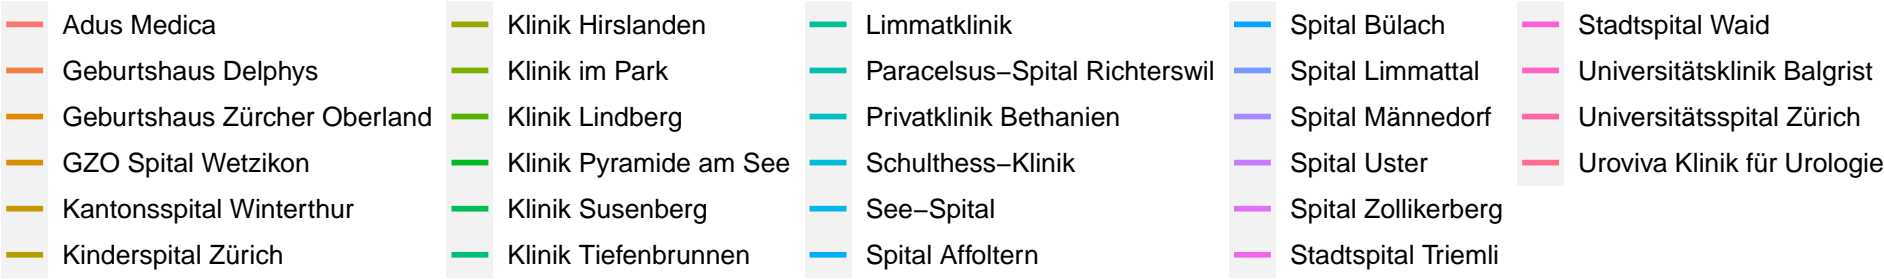 Adus Medica
Geburtshaus Delphys
Geburtshaus Zürcher Oberland
GZO Spital Wetzikon
Kantonsspital Winterthur
Kinderspital Zürich
Klinik Hirslanden
Klinik im Park
Klinik Lindberg
Klinik Pyramide am See
Klinik Susenberg
Klinik Tiefenbrunnen
Limmatklinik
Paracelsus−Spital Richterswil
Privatklinik Bethanien
Schulthess−Klinik
See−Spital
Spital Affoltern
Spital Bülach
Spital Limmattal
Spital Männedorf
Spital Uster
Spital Zollikerberg
Stadtspital Triemli
Stadtspital Waid
Universitätsklinik Balgrist
Universitätsspital Zürich
Uroviva Klinik für Urologie